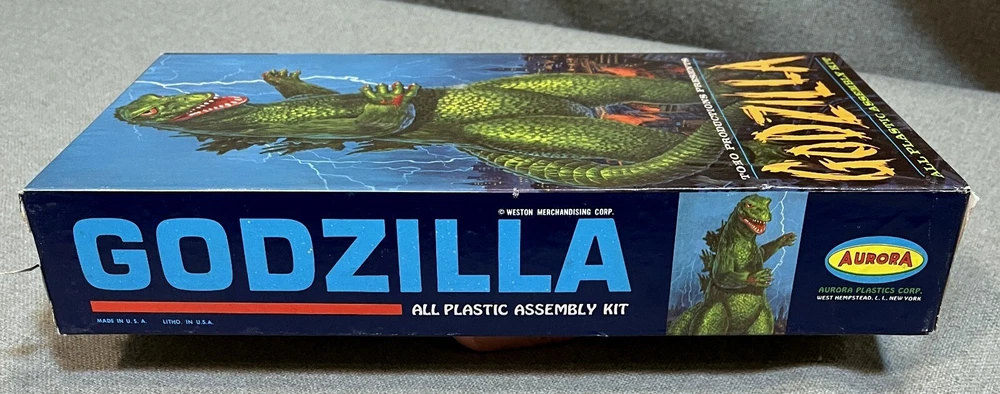 TOHO PRODUCTIONS PRESENTS
GODZILLA
ALL PLASTIC ASSEMBLY KIT
© WESTON MERCHANDISING CORP.
GODZILLA
ALL PLASTIC ASSEMBLY KIT
MADE IN U. S. A. LITHO. IN U.S.A.
AURORA
AURORA PLASTICS CORP.
WEST HEMPSTEAD, L. I., NEW YORK